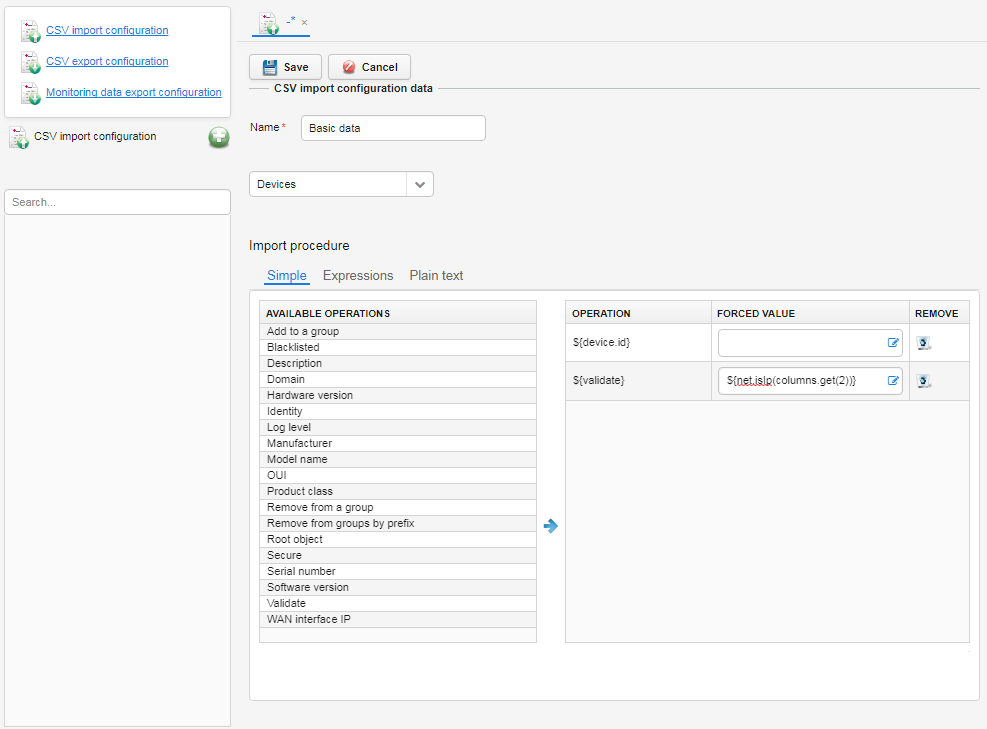 CSV import configuration
CSV export configuration
Monitoring data export configuration
CSV import configuration
Search...
-* ×
Save Cancel
CSV import configuration data
Name* Basic data
Devices
Import procedure
Simple Expressions Plain text
AVAILABLE OPERATIONS
Add to a group
Blacklisted
Description
Domain
Hardware version
Identity
Log level
Manufacturer
Model name
OUI
Product class
Remove from a group
Remove from groups by prefix
Root object
Secure
Serial number
Software version
Validate
WAN interface IP
OPERATION FORCED VALUE REMOVE
${device.id}
${validate} ${net.isIp(columns.get(2))}